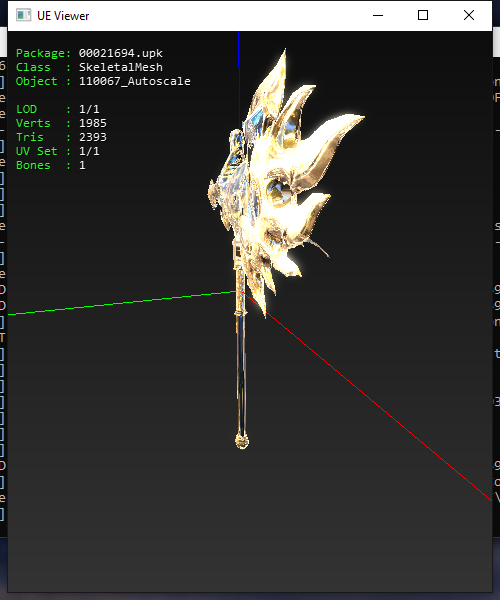 UE Viewer
Package: 00021694.upk
Class : SkeletalMesh
Object : 110067_Autoscale
LOD : 1/1
Verts : 1985
Tris : 2393
UV Set : 1/1
Bones : 1